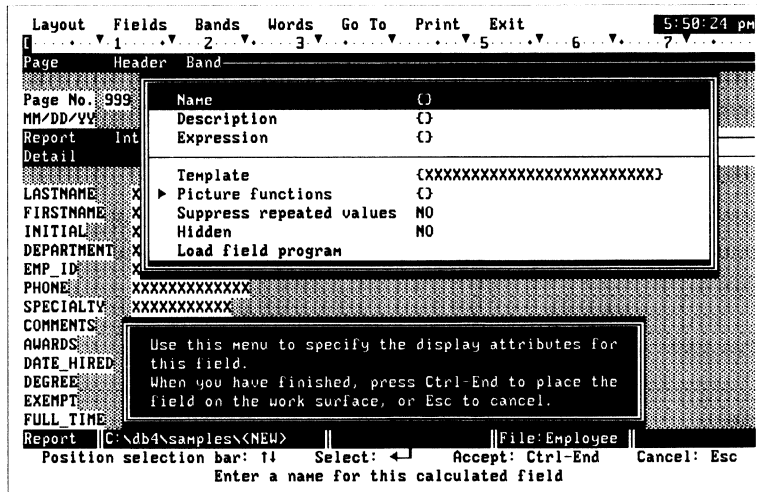 Layout Fields Bands Words Go To Print Exit 5:50:24 pm
[·····▼·1·····▼···2····▼····3·▼·······▼·····▼·5·····▼···6····▼·····7·▼····
Page Header Band
Page No. 999
MM/DD/YY
Report Int
Detail
Name {}
Description {}
Expression {}
Template {XXXXXXXXXXXXXXXXXXXXXXXXX}
► Picture functions {}
Suppress repeated values NO
Hidden NO
Load field program
LASTNAME X
FIRSTNAME X
INITIAL X
DEPARTMENT X
EMP_ID X
PHONE XXXXXXXXXXXXX
SPECIALTY XXXXXXXXXXX
COMMENTS
AWARDS
DATE_HIRED
DEGREE
EXEMPT
FULL_TIME
Use this menu to specify the display attributes for
this field.
When you have finished, press Ctrl-End to place the
field on the work surface, or Esc to cancel.
Report C:\db4\samples\<NEW> File:Employee
Position selection bar: ↑↓ Select: ↵ Accept: Ctrl-End Cancel: Esc
Enter a name for this calculated field